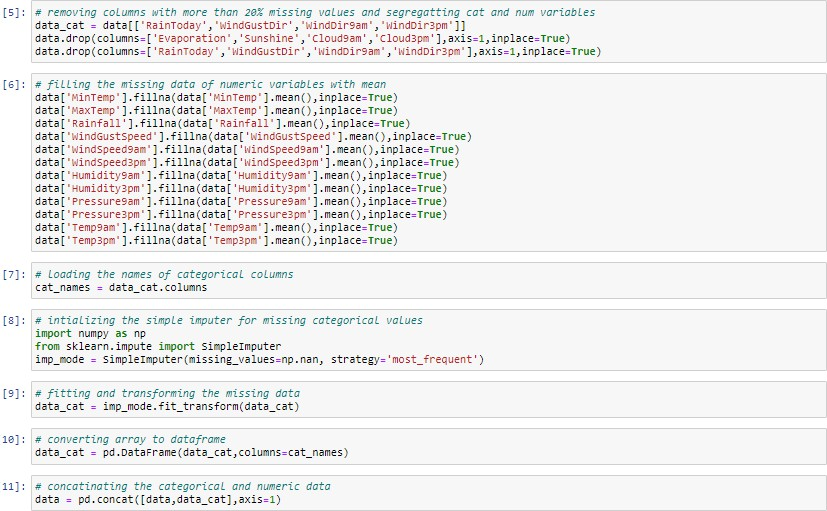 [5]: # removing columns with more than 20% missing values and segregatting cat and num variables
data_cat = data[['RainToday','WindGustDir','WindDir9am','WindDir3pm']]
data.drop(columns=['Evaporation','Sunshine','Cloud9am','Cloud3pm'],axis=1,inplace=True)
data.drop(columns=['RainToday','WindGustDir','WindDir9am','WindDir3pm'],axis=1,inplace=True)
[6]: # filling the missing data of numeric variables with mean
data['MinTemp'].fillna(data['MinTemp'].mean(),inplace=True)
data['MaxTemp'].fillna(data['MaxTemp'].mean(),inplace=True)
data['Rainfall'].fillna(data['Rainfall'].mean(),inplace=True)
data['WindGustSpeed'].fillna(data['WindGustSpeed'].mean(),inplace=True)
data['WindSpeed9am'].fillna(data['WindSpeed9am'].mean(),inplace=True)
data['WindSpeed3pm'].fillna(data['WindSpeed3pm'].mean(),inplace=True)
data['Humidity9am'].fillna(data['Humidity9am'].mean(),inplace=True)
data['Humidity3pm'].fillna(data['Humidity3pm'].mean(),inplace=True)
data['Pressure9am'].fillna(data['Pressure9am'].mean(),inplace=True)
data['Pressure3pm'].fillna(data['Pressure3pm'].mean(),inplace=True)
data['Temp9am'].fillna(data['Temp9am'].mean(),inplace=True)
data['Temp3pm'].fillna(data['Temp3pm'].mean(),inplace=True)
[7]: # loading the names of categorical columns
cat_names = data_cat.columns
[8]: # intializing the simple imputer for missing categorical values
import numpy as np
from sklearn.impute import SimpleImputer
imp_mode = SimpleImputer(missing_values=np.nan, strategy='most_frequent')
[9]: # fitting and transforming the missing data
data_cat = imp_mode.fit_transform(data_cat)
10]: # converting array to dataframe
data_cat = pd.DataFrame(data_cat,columns=cat_names)
11]: # concatinating the categorical and numeric data
data = pd.concat([data,data_cat],axis=1)